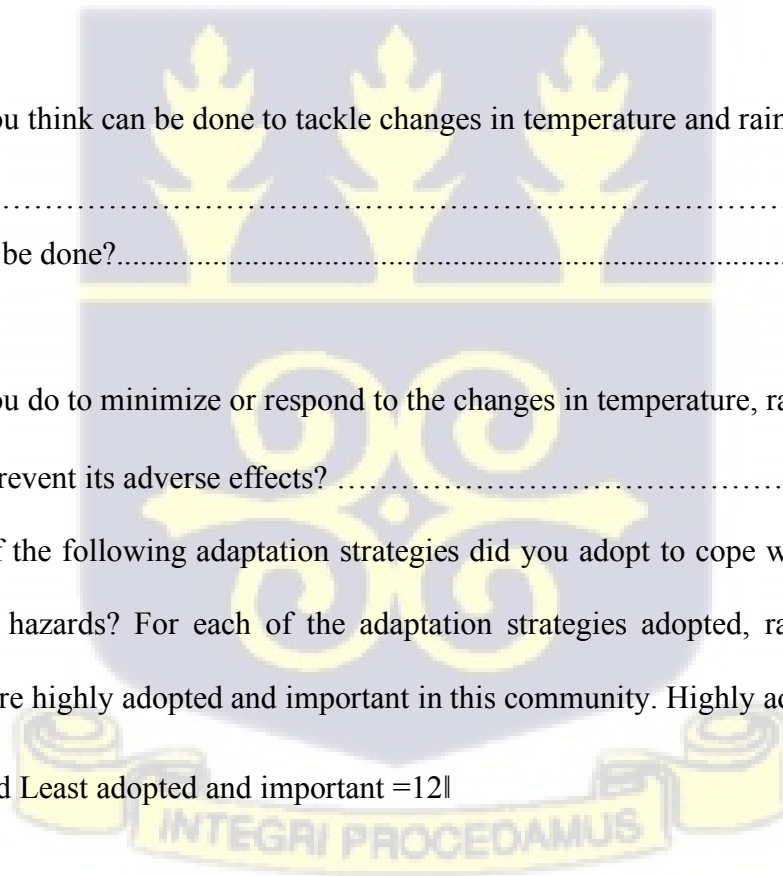 ou think can be done to tackle changes in temperature and rain
................................................................................
be done?....................................................................................
ou do to minimize or respond to the changes in temperature, ra
revent its adverse effects? ………………………………………………
f the following adaptation strategies did you adopt to cope w
hazards? For each of the adaptation strategies adopted, ra
re highly adopted and important in this community. Highly ad
d Least adopted and important =12‖
INTEGRI PROCEDAMUS